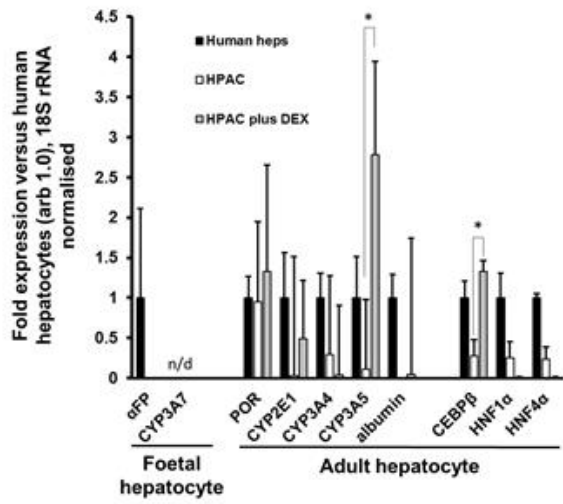 Fold expression versus human
hepatocytes (arb 1.0), 18S rRNA
normalised
4.5
4
3.5
3
2.5
2
1.5
1
0.5
0
Human heps
HPAC
HPAC plus DEX
*
*
n/d
αFP
CYP3A7
POR
CYP2E1
CYP3A4
CYP3A5
albumin
CEBPβ
HNF1α
HNF4α
Foetal
hepatocyte
Adult hepatocyte